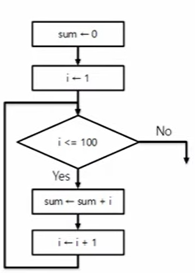 sum ← 0
i ← 1
i <= 100
No
Yes
sum ← sum + i
i ← i + 1